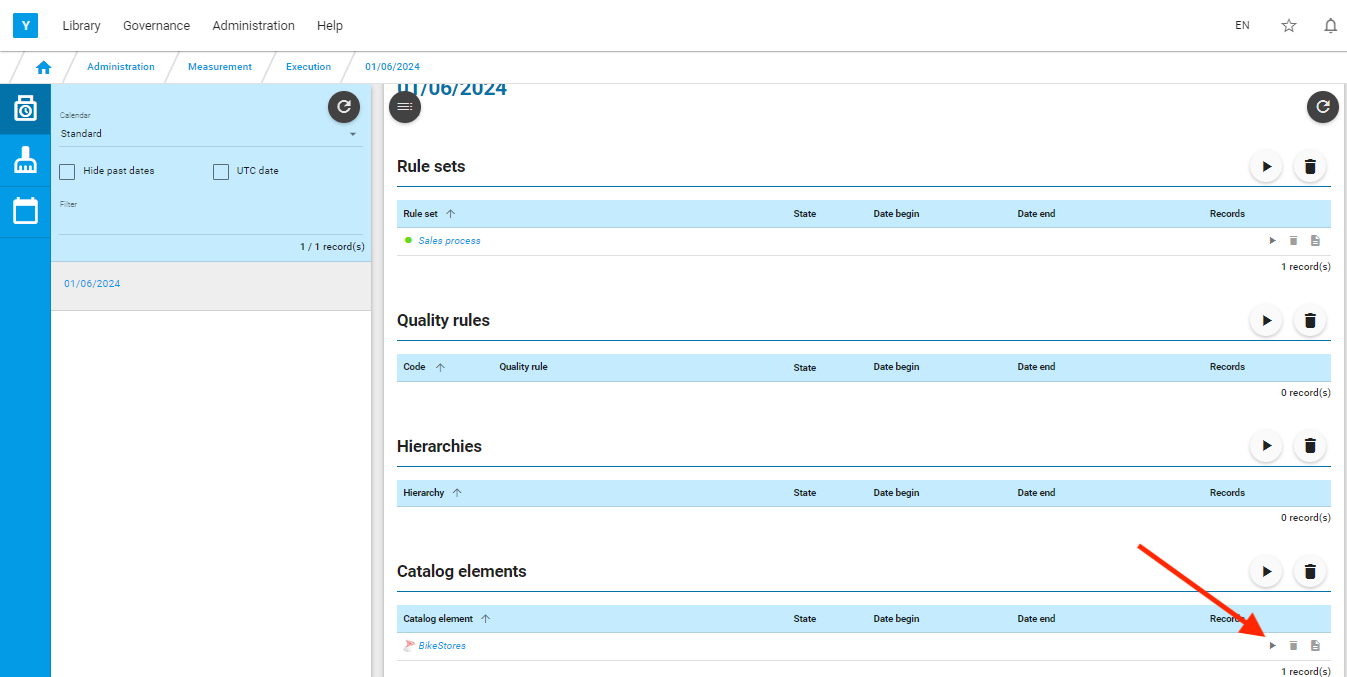 Y Library Governance Administration Help EN
Administration Measurement Execution 01/06/2024
Calendar
Standard
Hide past dates UTC date
Filter
1 / 1 record(s)
01/06/2024
01/06/2024
Rule sets
Rule set State Date begin Date end Records
Sales process
1 record(s)
Quality rules
Code Quality rule State Date begin Date end Records
0 record(s)
Hierarchies
Hierarchy State Date begin Date end Records
0 record(s)
Catalog elements
Catalog element State Date begin Date end Records
BikeStores
1 record(s)